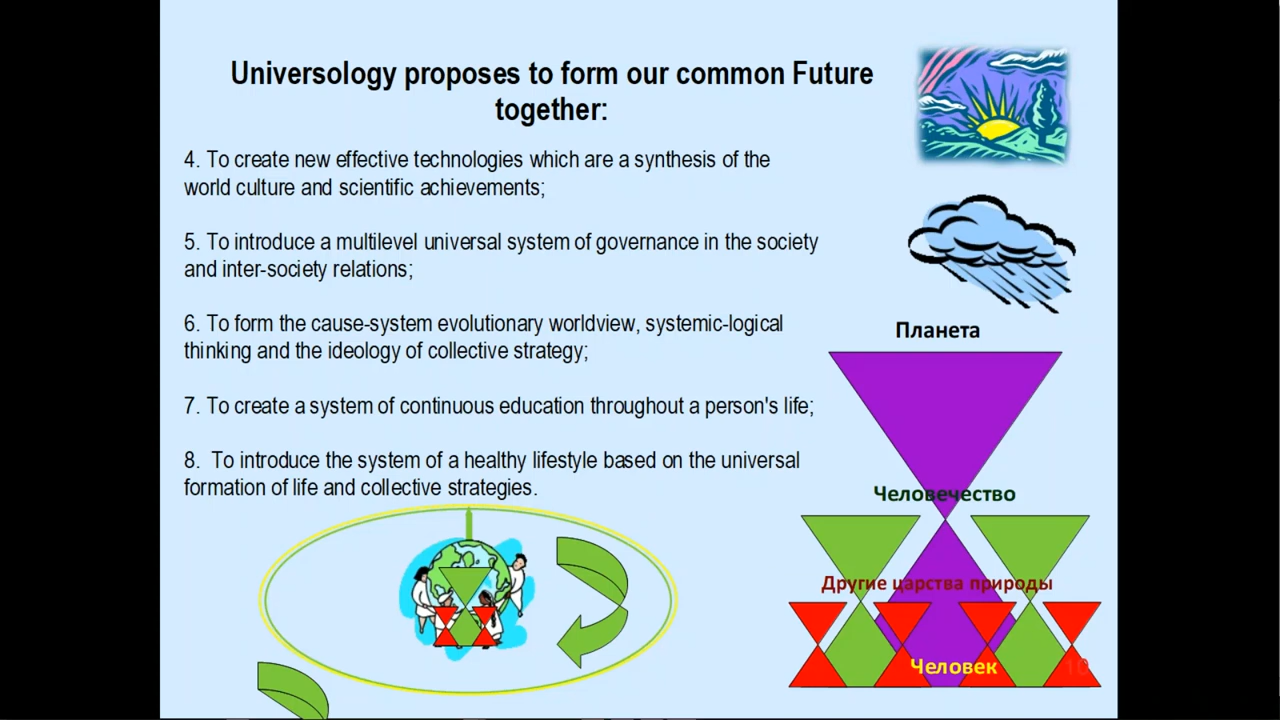 Universology proposes to form our common Future
together:
4. To create new effective technologies which are a synthesis of the
world culture and scientific achievements;
5. To introduce a multilevel universal system of governance in the society
and inter-society relations;
6. To form the cause-system evolutionary worldview, systemic-logical
thinking and the ideology of collective strategy;
7. To create a system of continuous education throughout a person's life;
8.  To introduce the system of a healthy lifestyle based on the universal
formation of life and collective strategies.
Планета
Человечество
Другие царства природы
Человек
10